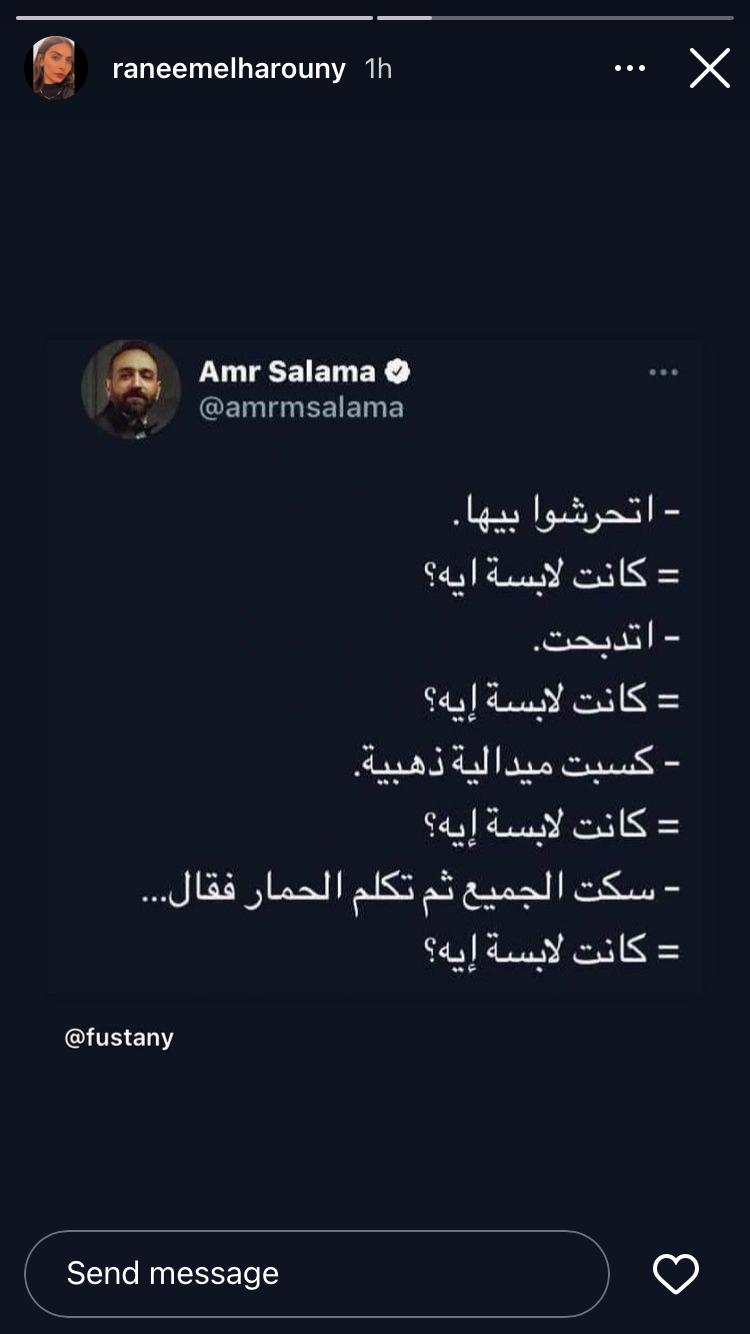 raneemelharouny 1h
Amr Salama
@amrmsalama
- اتحرشوا بيها.
= كانت لابسة ايه؟
- اتدبحت.
= كانت لابسة إيه؟
- كسبت ميدالية ذهبية.
= كانت لابسة إيه؟
- سكت الجميع ثم تكلم الحمار فقال...
= كانت لابسة إيه؟
@fustany
Send message